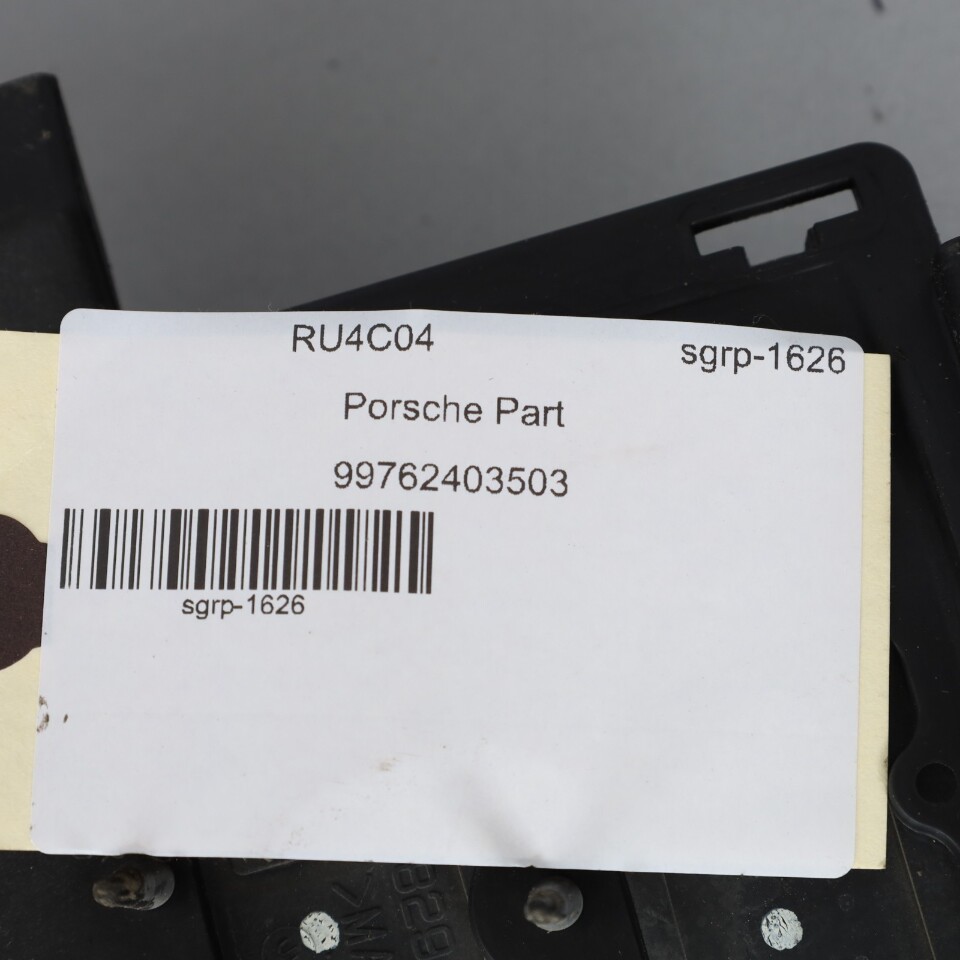 RU4C04
sgrp-1626
Porsche Part
99762403503
sgrp-1626